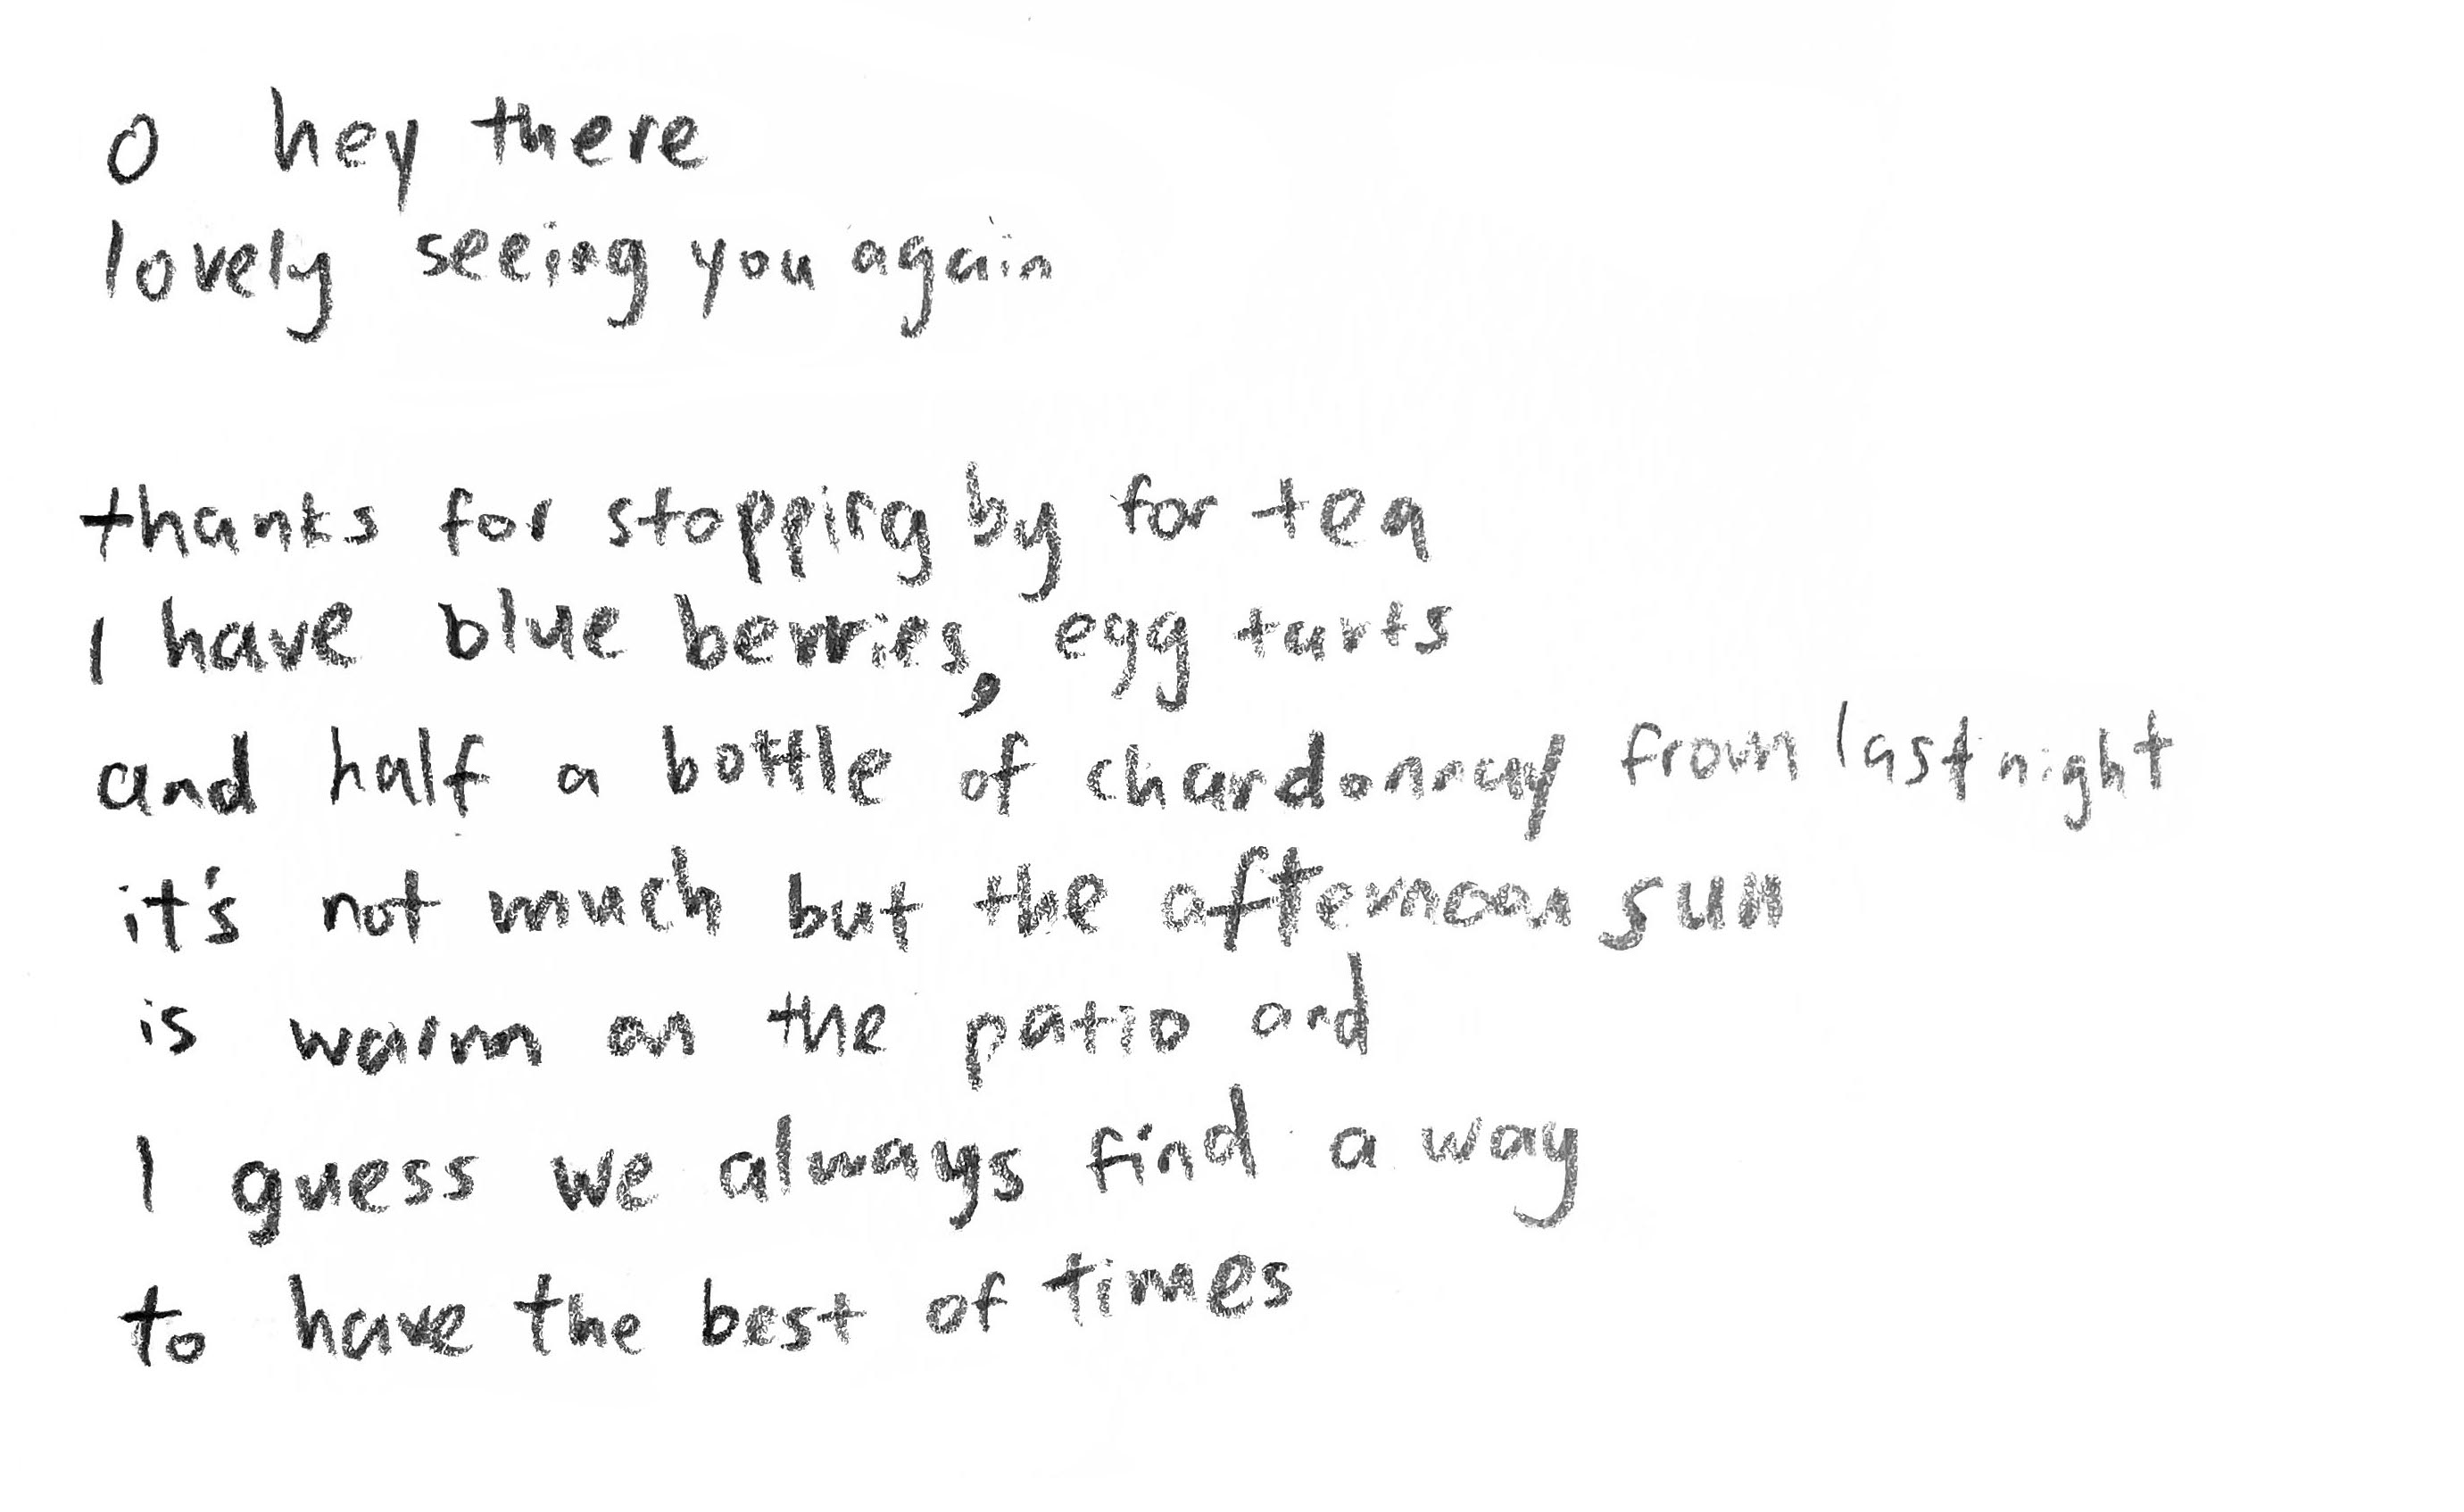 o hey there
lovely seeing you again
thanks for stopping by for tea
I have blue berries, egg tarts
and half a bottle of chardonnay from last night
it's not much but the afternoon sun
is warm on the patio and
I guess we always find a way
to have the best of times